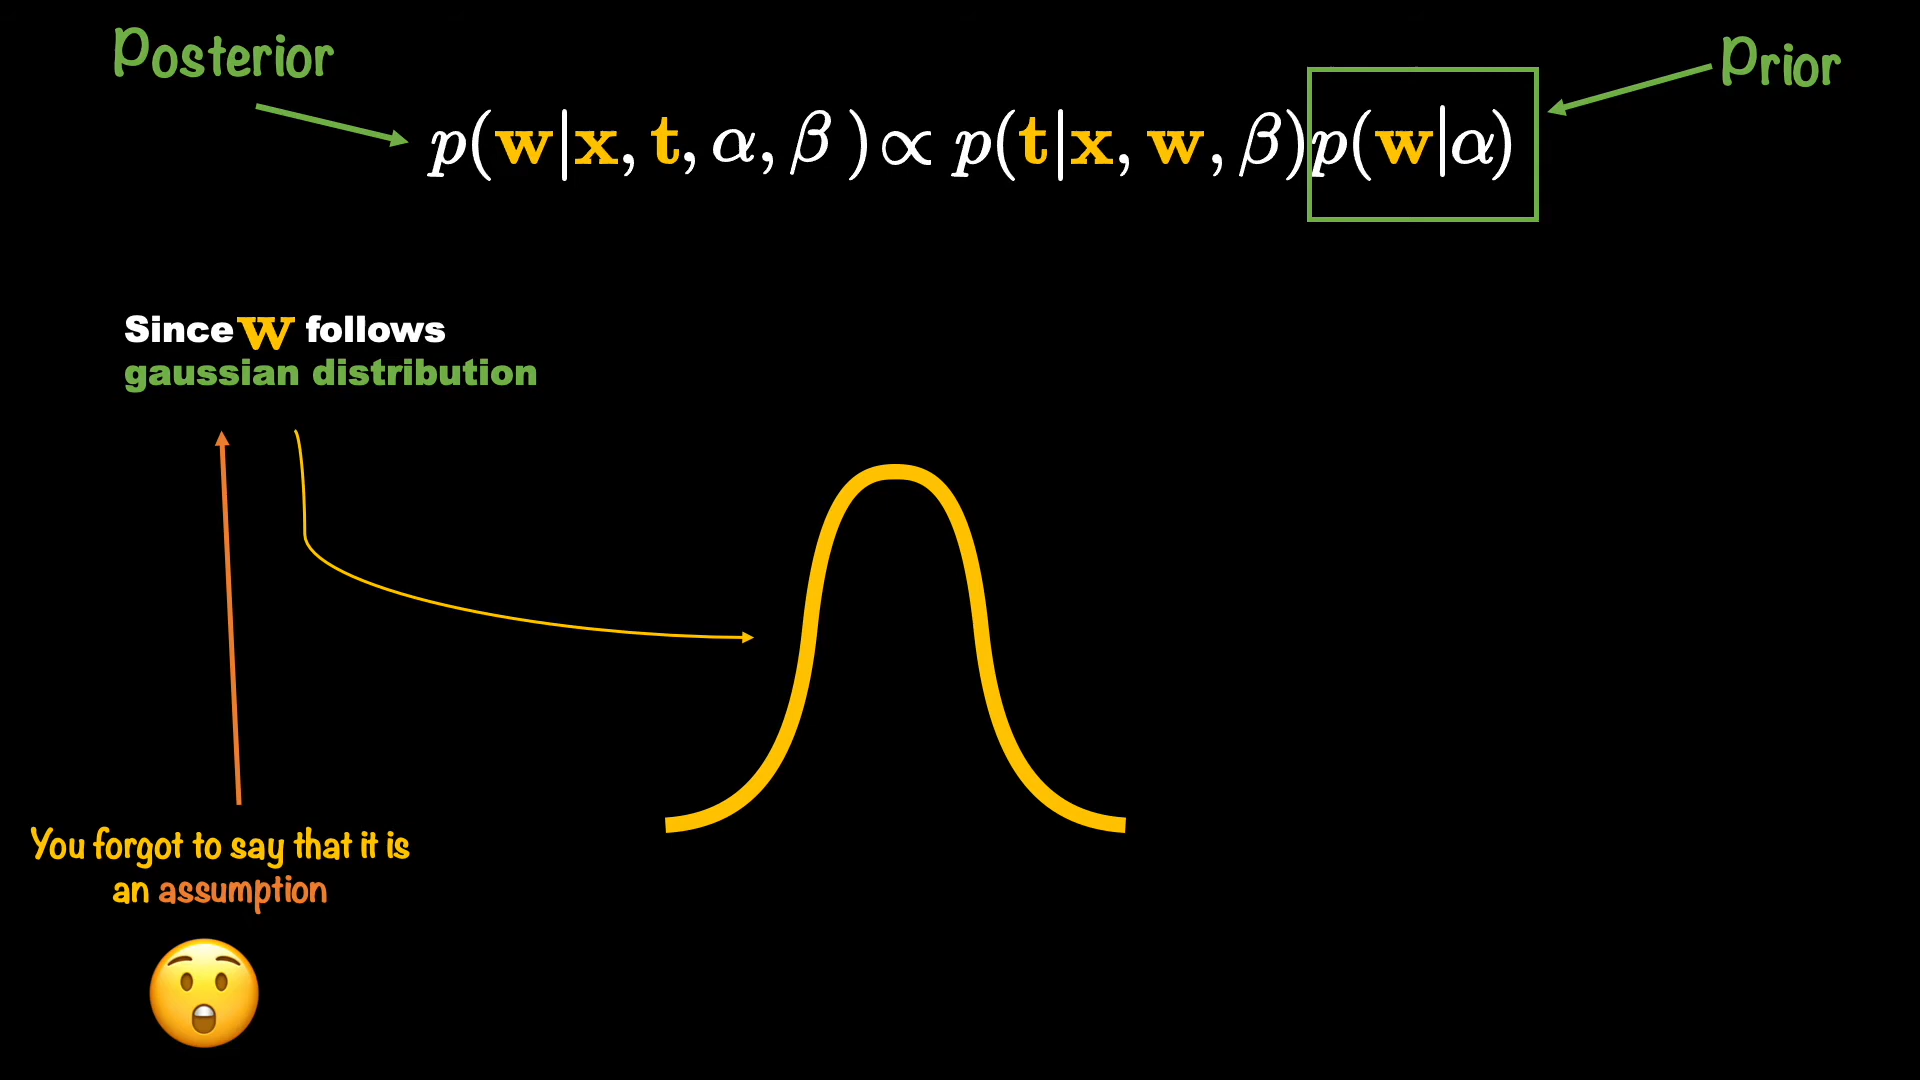 Posterior
Prior
p(w|x, t, α, β) ∝ p(t|x, w, β)p(w|α)
Since w follows
gaussian distribution
You forgot to say that it is
an assumption